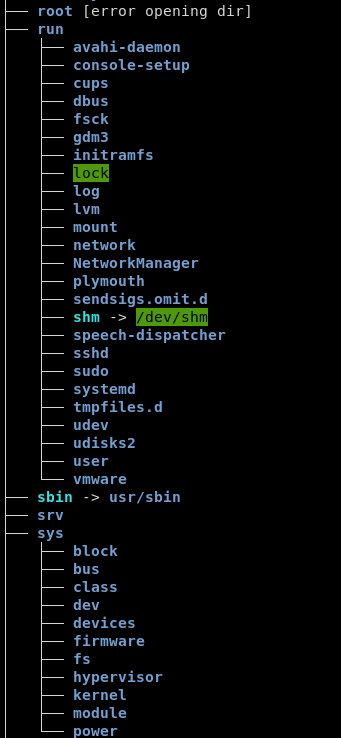 ├── root [error opening dir]
├── run
│   ├── avahi-daemon
│   ├── console-setup
│   ├── cups
│   ├── dbus
│   ├── fsck
│   ├── gdm3
│   ├── initramfs
│   ├── lock
│   ├── log
│   ├── lvm
│   ├── mount
│   ├── network
│   ├── NetworkManager
│   ├── plymouth
│   ├── sendsigs.omit.d
│   ├── shm -> /dev/shm
│   ├── speech-dispatcher
│   ├── sshd
│   ├── sudo
│   ├── systemd
│   ├── tmpfiles.d
│   ├── udev
│   ├── udisks2
│   ├── user
│   └── vmware
├── sbin -> usr/sbin
├── srv
├── sys
│   ├── block
│   ├── bus
│   ├── class
│   ├── dev
│   ├── devices
│   ├── firmware
│   ├── fs
│   ├── hypervisor
│   ├── kernel
│   ├── module
│   └── power